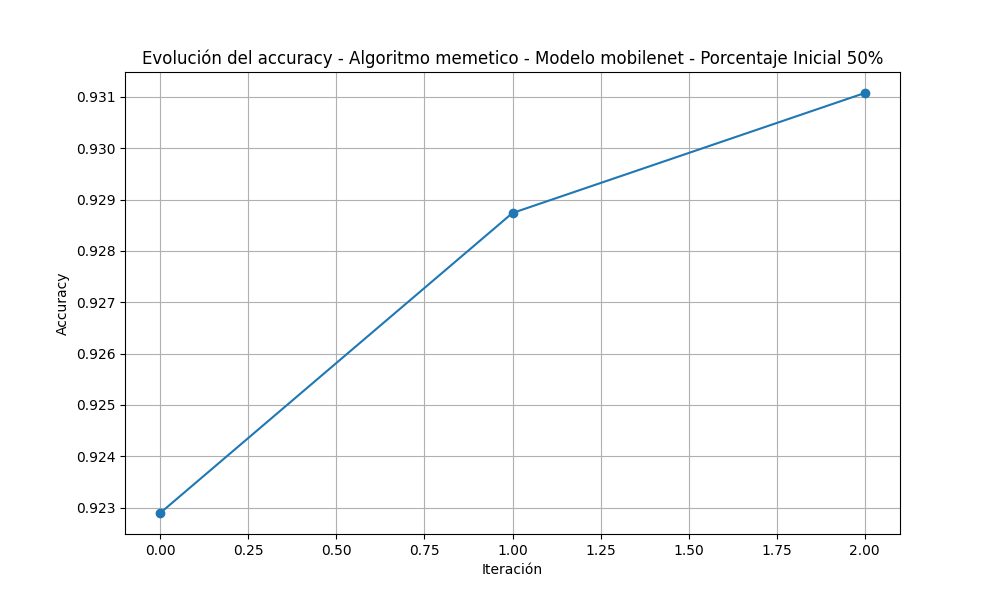 Evolución del accuracy - Algoritmo memetico - Modelo mobilenet - Porcentaje Inicial 50%
0.931
0.930
0.929
0.928
0.927
0.926
0.925
0.924
0.923
Accuracy
0.00 0.25 0.50 0.75 1.00 1.25 1.50 1.75 2.00
Iteración